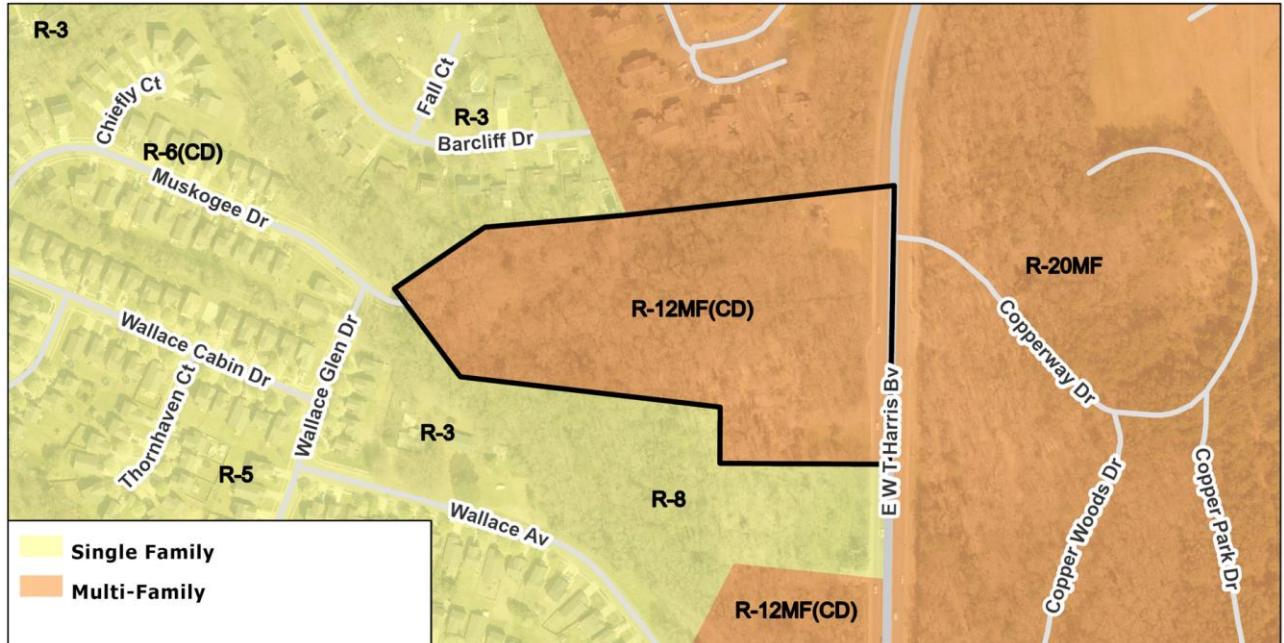 R-3
Chiefly Ct
Fall Ct
R-3
Barcliff Dr
R-6(CD)
Muskogee Dr
R-20MF
R-12MF(CD)
Copperway Dr
Wallace Cabin Dr
Wallace Glen Dr
E W T Harris Bv
Thornhaven Ct
R-3
R-5
R-8
Wallace Av
Copper Woods Dr
Copper Park Dr
R-12MF(CD)
Single Family
Multi-Family